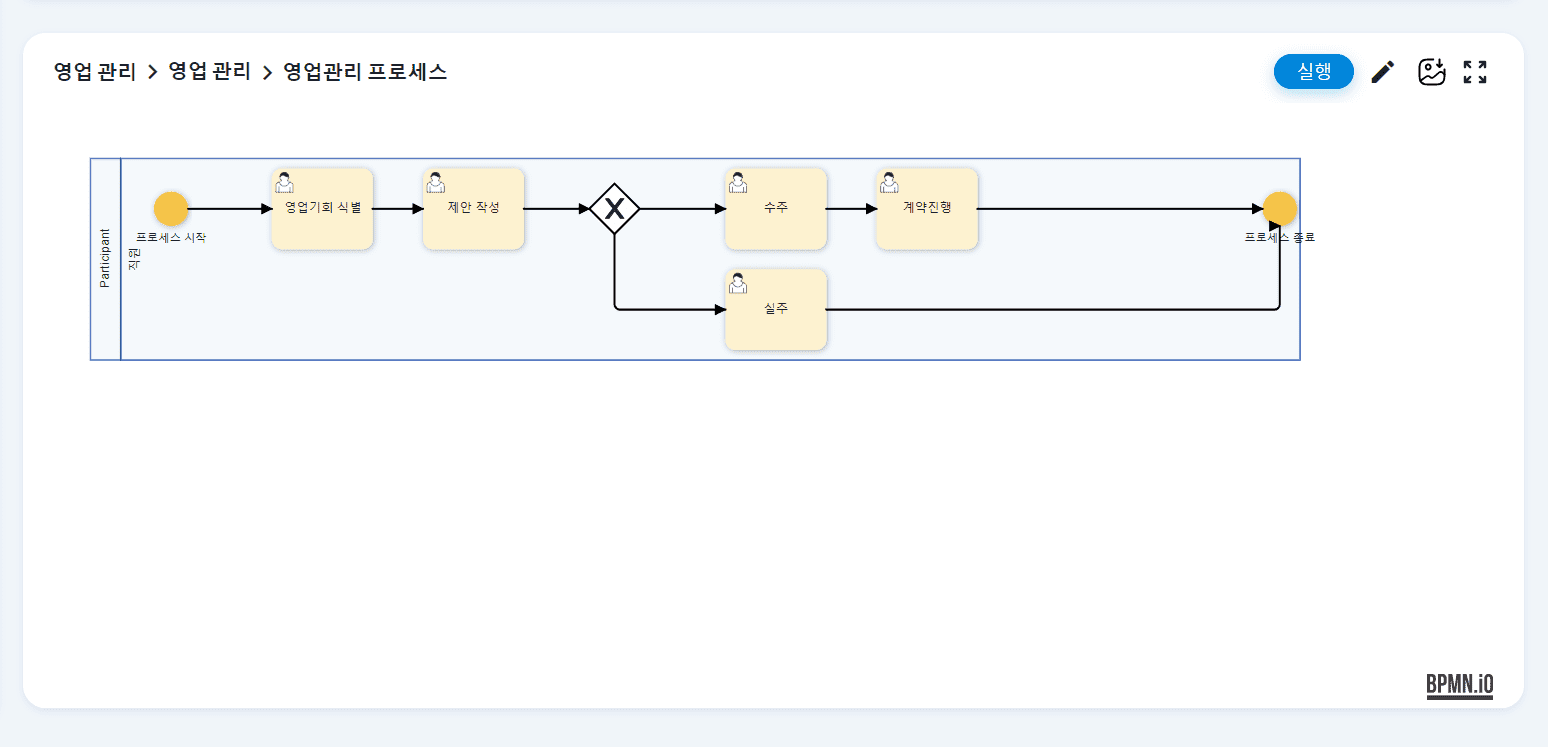 영업 관리 > 영업 관리 > 영업관리 프로세스
실행
Participant
직원
프로세스 시작
영업기회 식별
제안 작성
X
수주
계약진행
프로세스 종료
실주
BPMN.iO